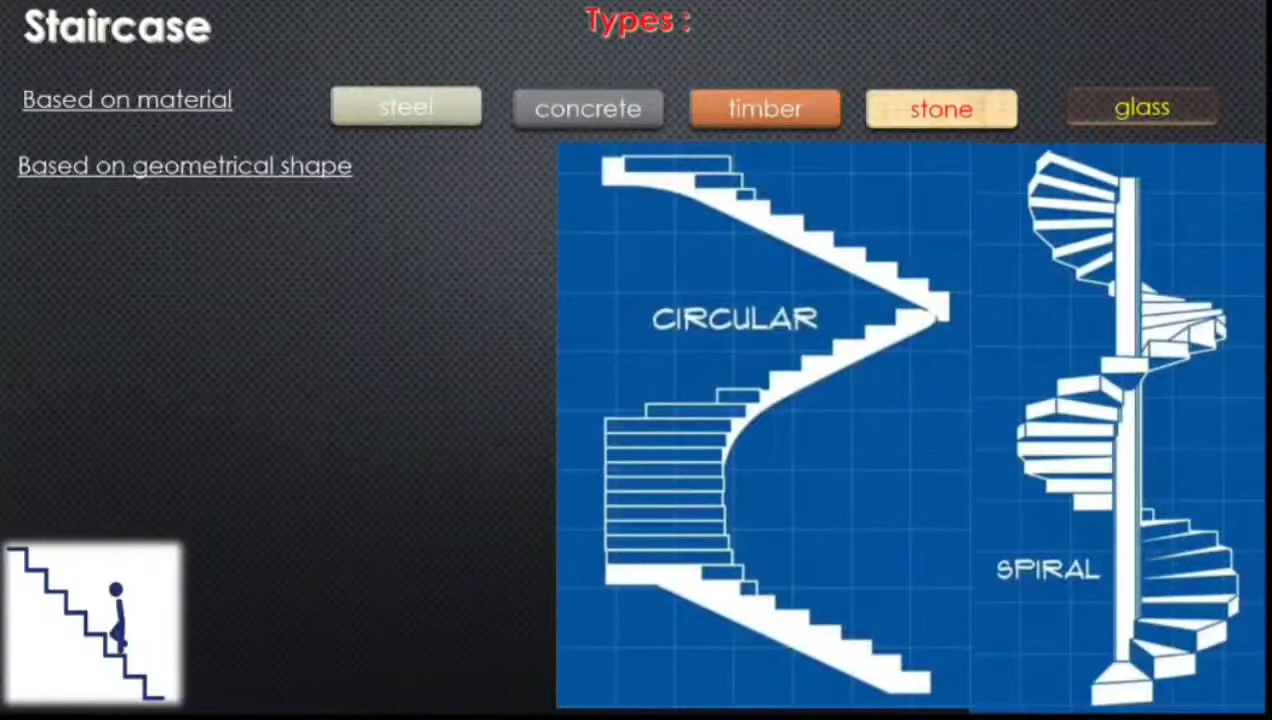 Staircase
Types :
Based on material
steel
concrete
timber
stone
glass
Based on geometrical shape
CIRCULAR
SPIRAL